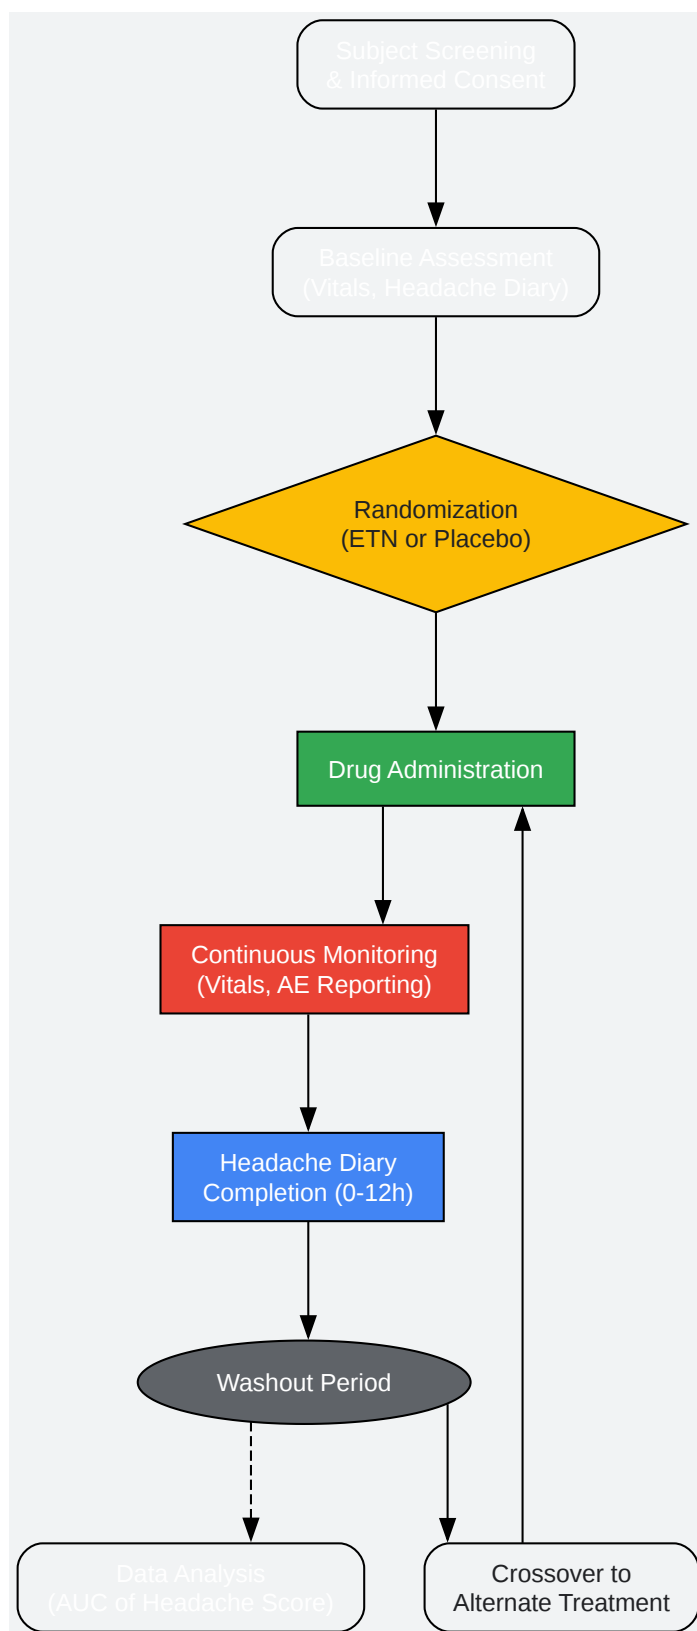 Subject Screening
& Informed Consent
Baseline Assessment
(Vitals, Headache Diary)
Randomization
(ETN or Placebo)
Drug Administration
Continuous Monitoring
(Vitals, AE Reporting)
Headache Diary
Completion (0-12h)
Washout Period
Data Analysis
(AUC of Headache Score)
Crossover to
Alternate Treatment